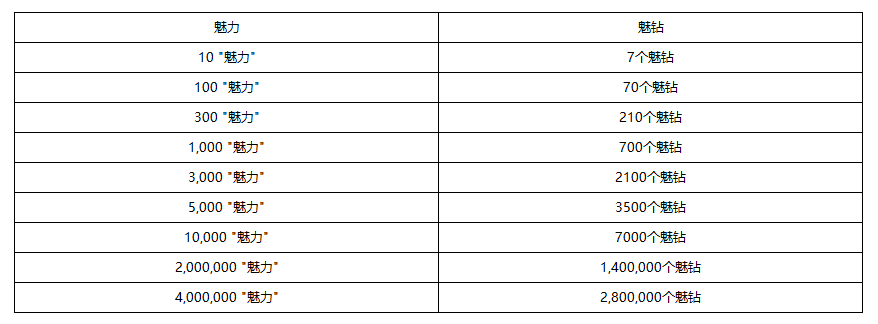 魅力 魅钻
10 "魅力" 7个魅钻
100 "魅力" 70个魅钻
300 "魅力" 210个魅钻
1,000 "魅力" 700个魅钻
3,000 "魅力" 2100个魅钻
5,000 "魅力" 3500个魅钻
10,000 "魅力" 7000个魅钻
2,000,000 "魅力" 1,400,000个魅钻
4,000,000 "魅力" 2,800,000个魅钻